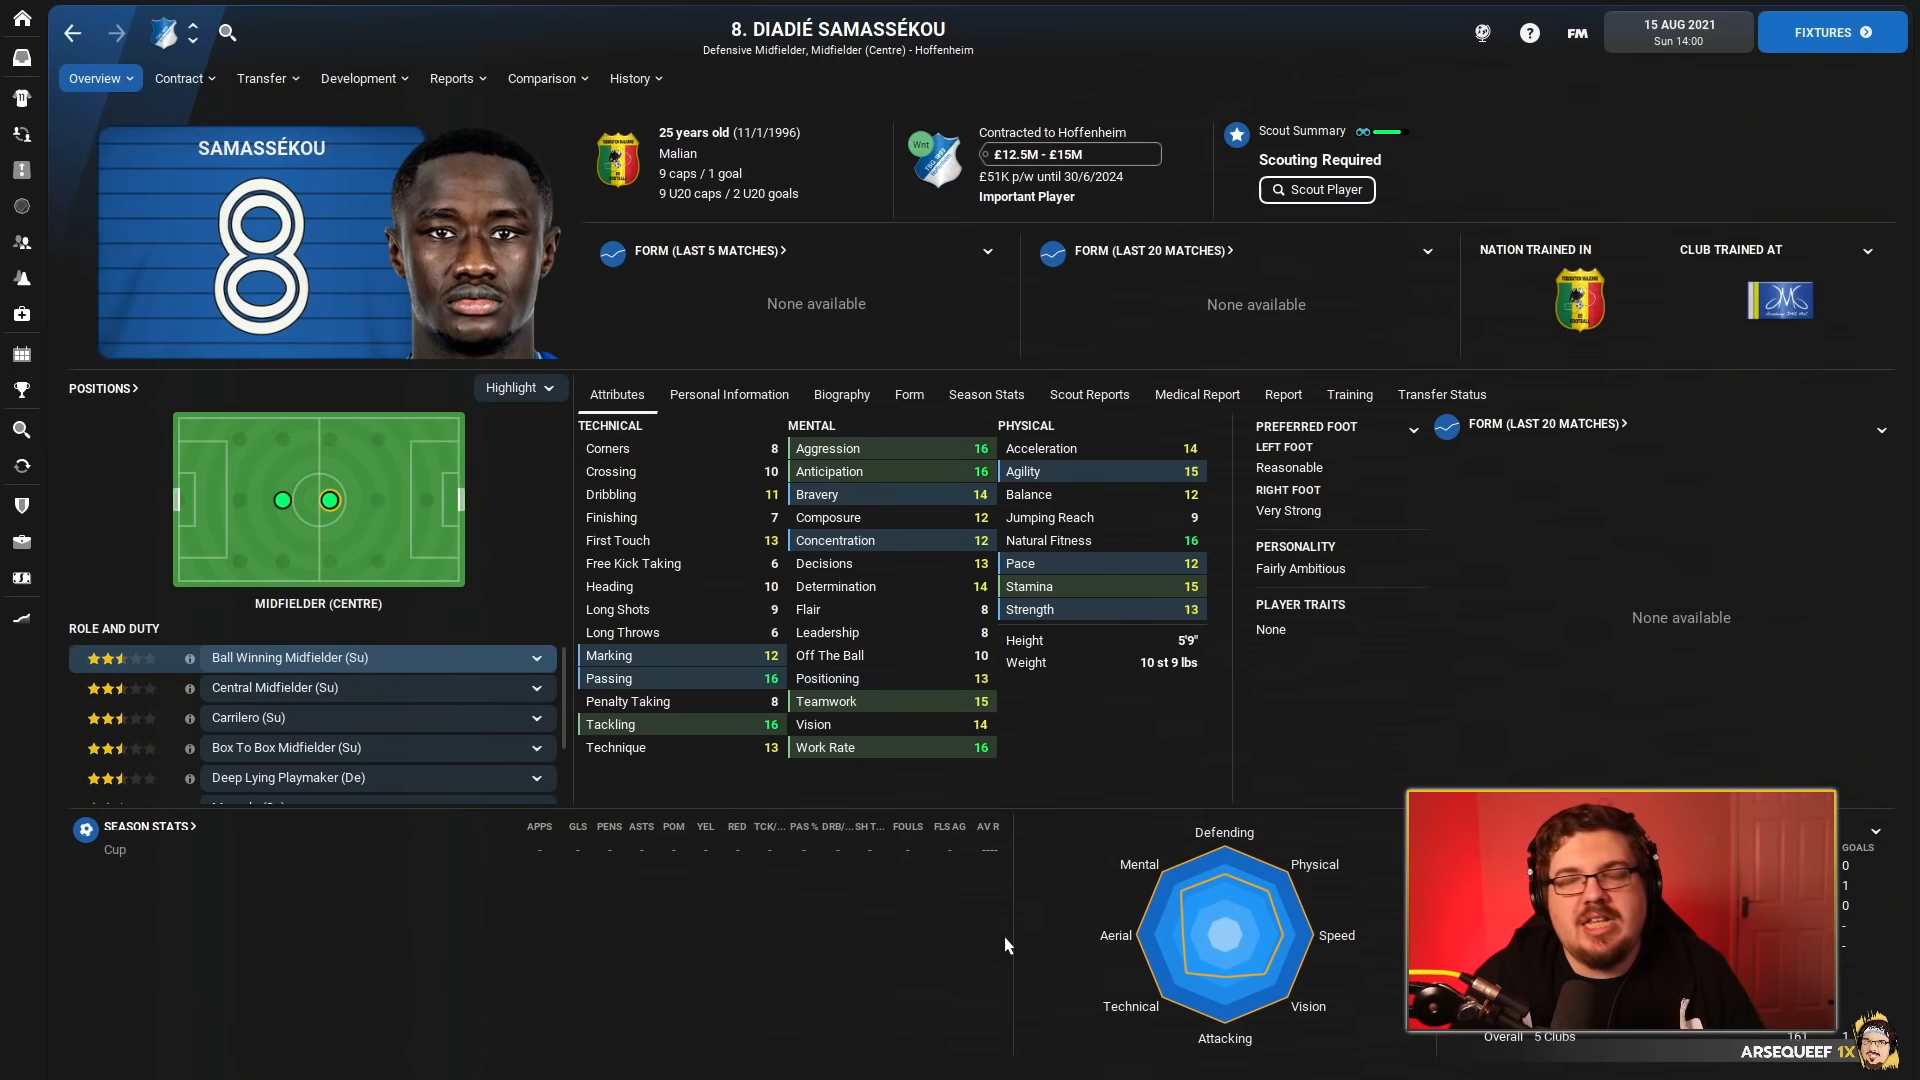 8. DIADIÉ SAMASSÉKOU
Defensive Midfielder, Midfielder (Centre) - Hoffenheim
FM
15 AUG 2021
Sun 14:00
FIXTURES
Overview
Contract
Transfer
Development
Reports
Comparison
History
SAMASSÉKOU
8
25 years old (11/1/1996)
Malian
9 caps / 1 goal
9 U20 caps / 2 U20 goals
Wnt
Contracted to Hoffenheim
£12.5M - £15M
£51K p/w until 30/6/2024
Important Player
Scout Summary
Scouting Required
Scout Player
FORM (LAST 5 MATCHES)
None available
FORM (LAST 20 MATCHES)
None available
NATION TRAINED IN
CLUB TRAINED AT
POSITIONS
Highlight
MIDFIELDER (CENTRE)
ROLE AND DUTY
Ball Winning Midfielder (Su)
Central Midfielder (Su)
Carrilero (Su)
Box To Box Midfielder (Su)
Deep Lying Playmaker (De)
Attributes
Personal Information
Biography
Form
Season Stats
Scout Reports
Medical Report
Report
Training
Transfer Status
TECHNICAL
Corners 8
Crossing 10
Dribbling 11
Finishing 7
First Touch 13
Free Kick Taking 6
Heading 10
Long Shots 9
Long Throws 6
Marking 12
Passing 16
Penalty Taking 8
Tackling 16
Technique 13
MENTAL
Aggression 16
Anticipation 16
Bravery 14
Composure 12
Concentration 12
Decisions 13
Determination 14
Flair 8
Leadership 8
Off The Ball 10
Positioning 13
Teamwork 15
Vision 14
Work Rate 16
PHYSICAL
Acceleration 14
Agility 15
Balance 12
Jumping Reach 9
Natural Fitness 16
Pace 12
Stamina 15
Strength 13
Height 5'9"
Weight 10 st 9 lbs
PREFERRED FOOT
LEFT FOOT
Reasonable
RIGHT FOOT
Very Strong
PERSONALITY
Fairly Ambitious
PLAYER TRAITS
None
FORM (LAST 20 MATCHES)
None available
SEASON STATS
APPS GLS PENS ASTS POM YEL RED TCK/... PAS % DRB/... SH T... FOULS FLS AG AV R
Cup - - - - - - - - - - - - - ----
Defending
Physical
Speed
Vision
Attacking
Technical
Aerial
Mental
GOALS
0
1
0
-
-
Overall 5 Clubs 161 1
ARSEQUEEF 1X